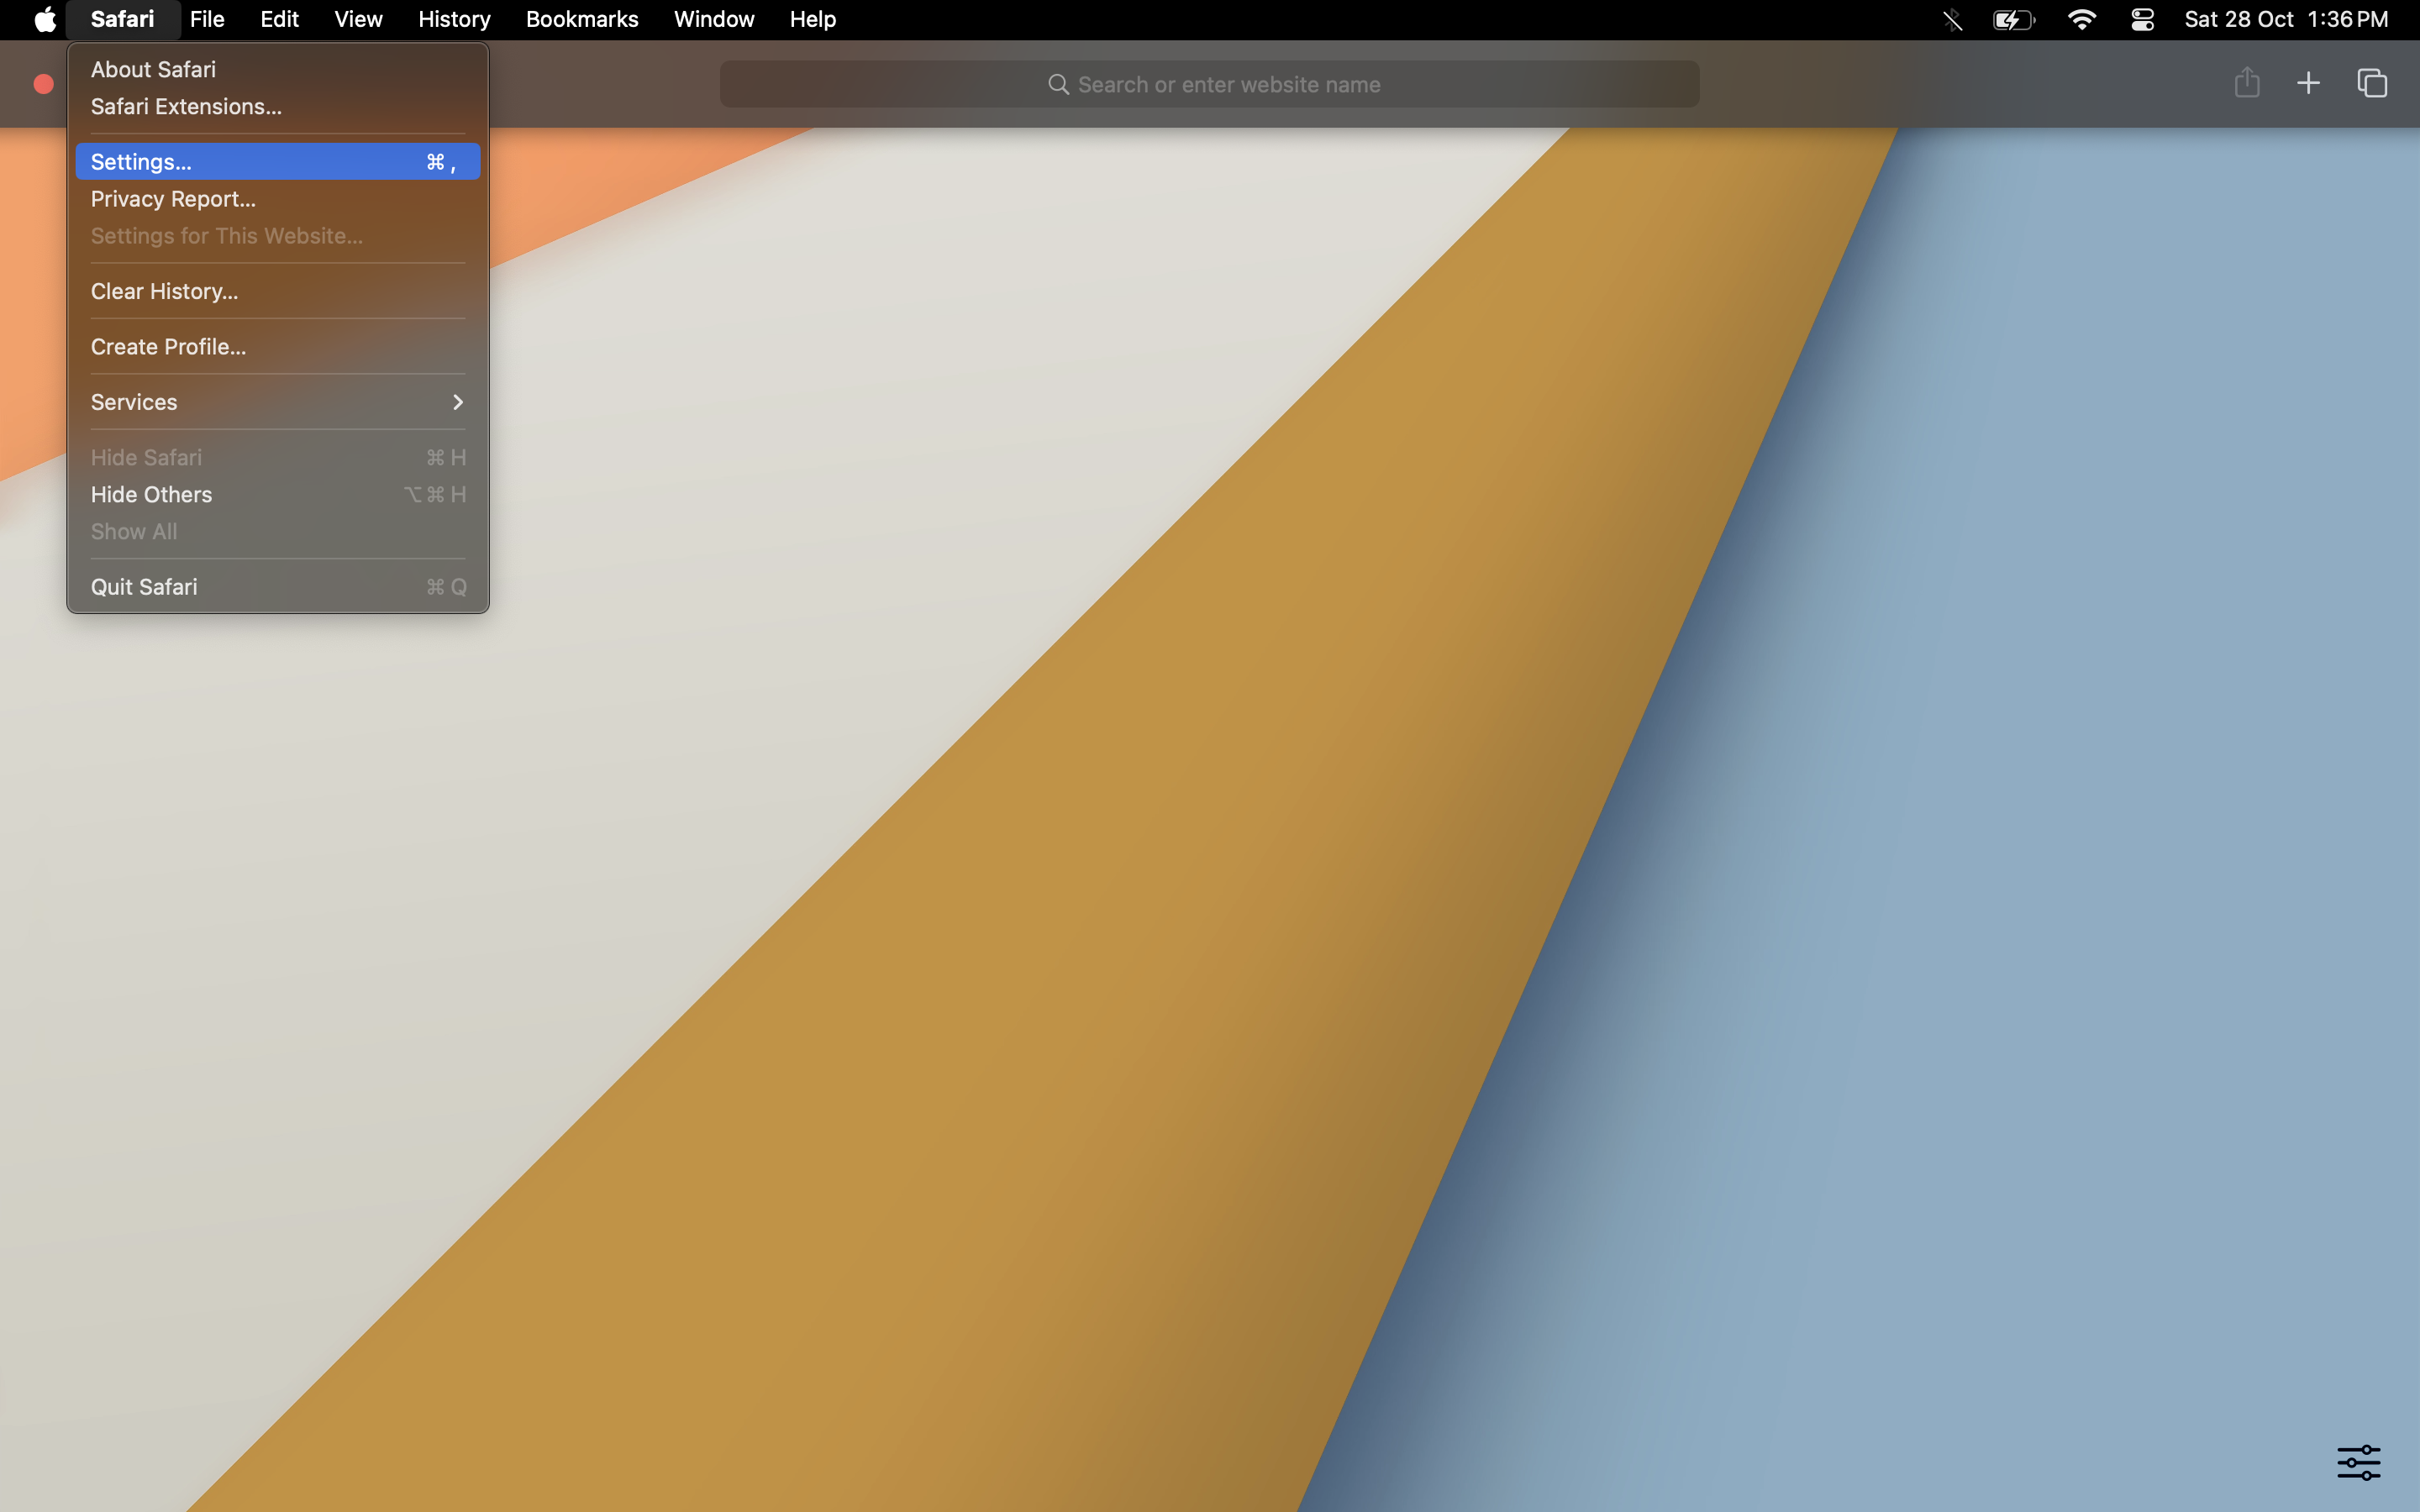 Safari File Edit View History Bookmarks Window Help Sat 28 Oct 1:36 PM
Search or enter website name
About Safari
Safari Extensions...
Settings... ⌘ ,
Privacy Report...
Settings for This Website...
Clear History...
Create Profile...
Services
Hide Safari ⌘ H
Hide Others ⌥ ⌘ H
Show All
Quit Safari ⌘ Q